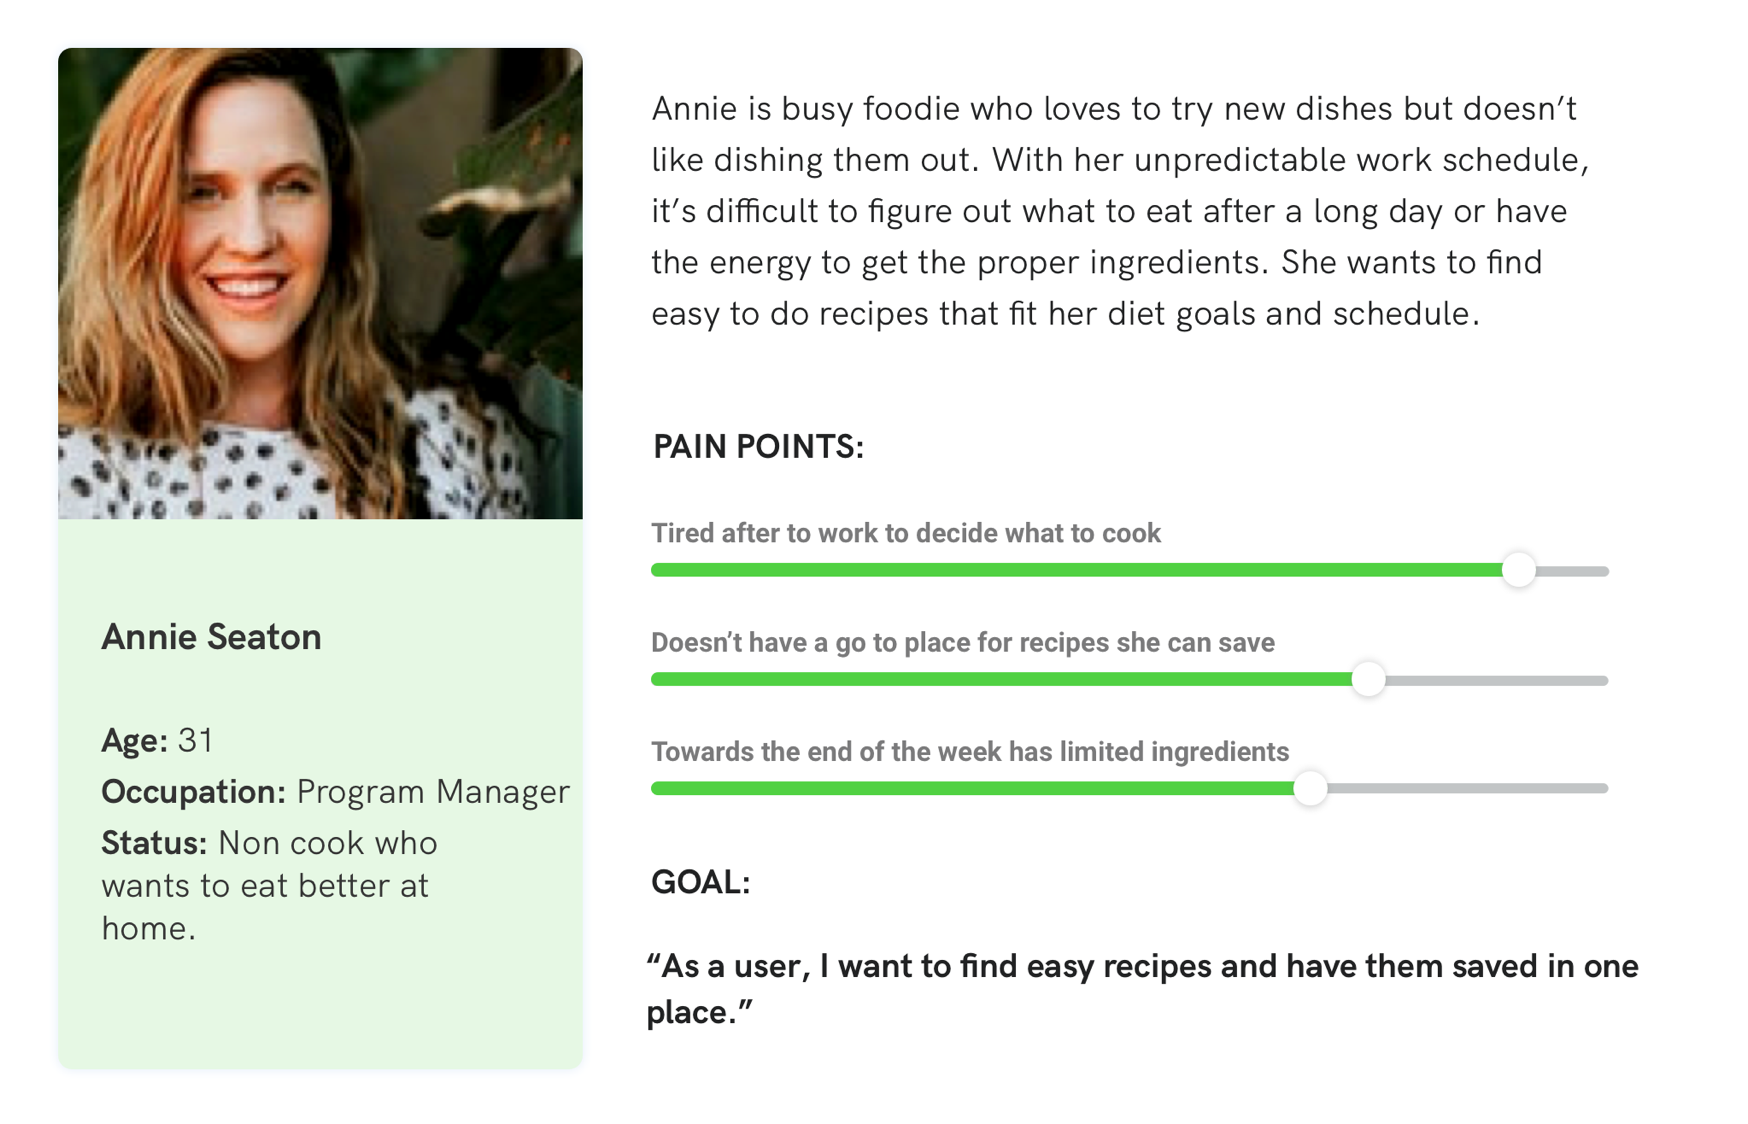 Annie Seaton
Age: 31
Occupation: Program Manager
Status: Non cook who
wants to eat better at
home.
Annie is busy foodie who loves to try new dishes but doesn’t
like dishing them out. With her unpredictable work schedule,
it’s difficult to figure out what to eat after a long day or have
the energy to get the proper ingredients. She wants to find
easy to do recipes that fit her diet goals and schedule.
PAIN POINTS:
Tired after to work to decide what to cook
Doesn’t have a go to place for recipes she can save
Towards the end of the week has limited ingredients
GOAL:
“As a user, I want to find easy recipes and have them saved in one
place.”